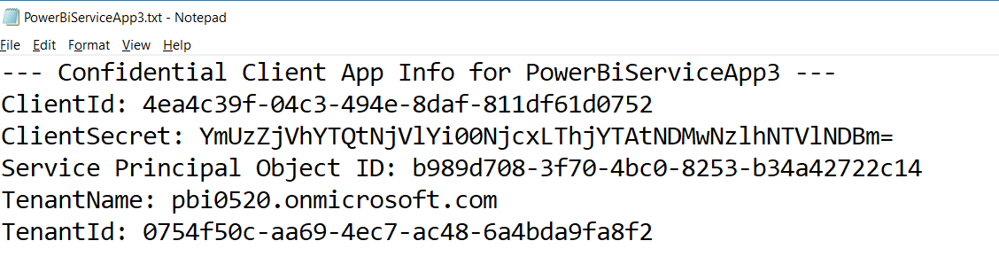 PowerBiServiceApp3.txt - Notepad
File Edit Format View Help
--- Confidential Client App Info for PowerBiServiceApp3 ---
ClientId: 4ea4c39f-04c3-494e-8daf-811df61d0752
ClientSecret: YmUzZjVhYTQtNjVlYi00NjcxLThjYTAtNDMwNzlhNTVlNDBm=
Service Principal Object ID: b989d708-3f70-4bc0-8253-b34a42722c14
TenantName: pbi0520.onmicrosoft.com
TenantId: 0754f50c-aa69-4ec7-ac48-6a4bda9fa8f2